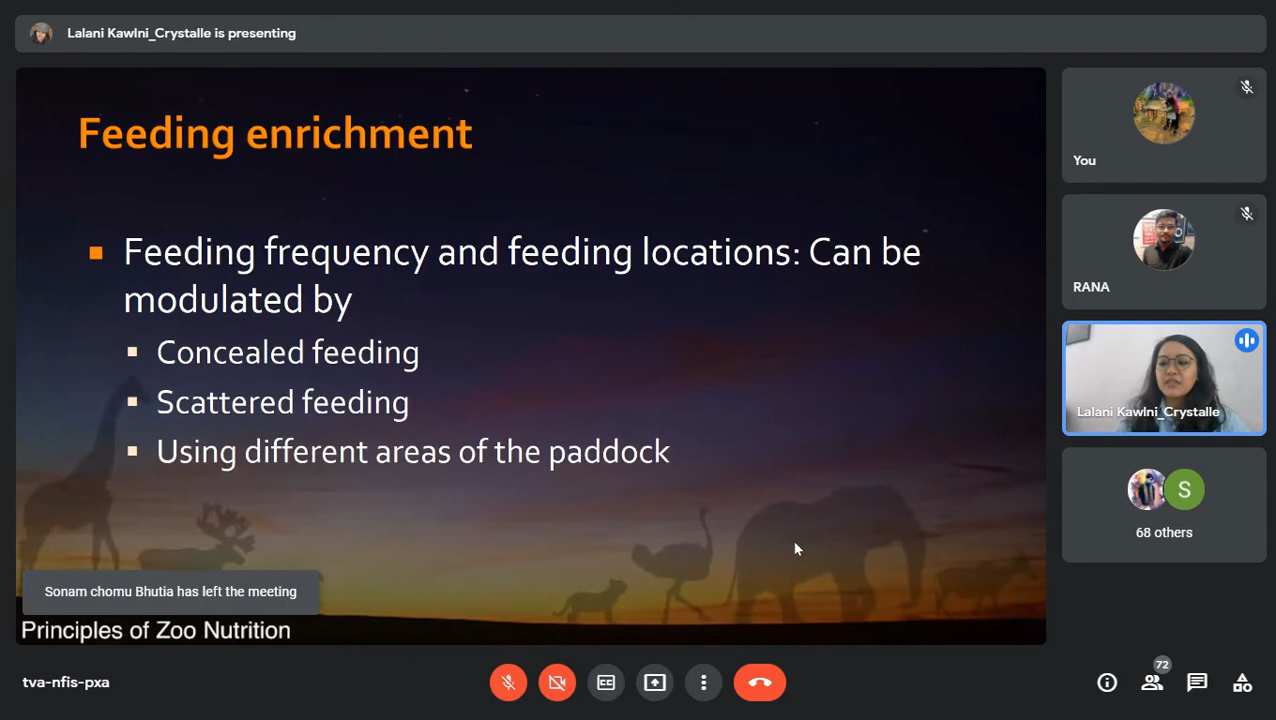 Lalani Kawlni_Crystalle is presenting
Feeding enrichment
Feeding frequency and feeding locations: Can be
modulated by
Concealed feeding
Scattered feeding
Using different areas of the paddock
Sonam chomu Bhutia has left the meeting
Principles of Zoo Nutrition
You
RANA
Lalani Kawlni_Crystalle
S
68 others
tva-nfis-pxa
CC
72